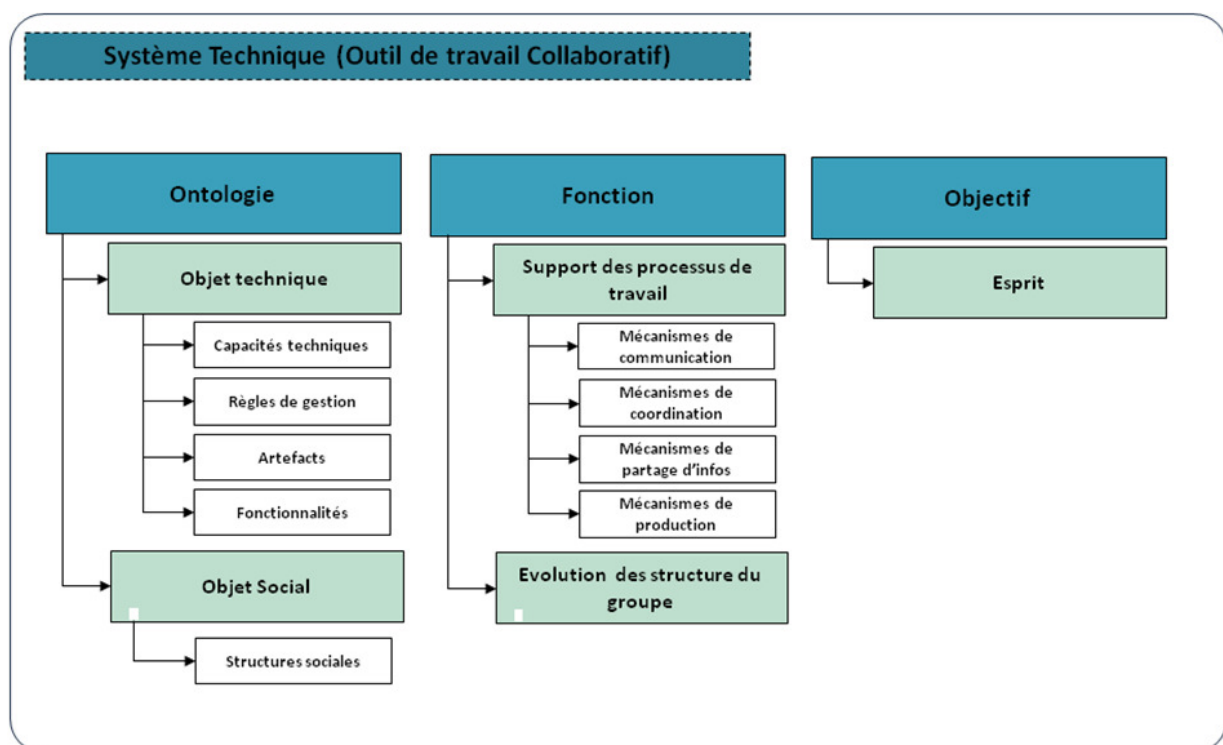 Système Technique (Outil de travail Collaboratif)
Ontologie
Objet technique
Capacités techniques
Règles de gestion
Artefacts
Fonctionnalités
Objet Social
Structures sociales
Fonction
Support des processus de
travail
Mécanismes de
communication
Mécanismes de
coordination
Mécanismes de
partage d'infos
Mécanismes de
production
Evolution des structure du
groupe
Objectif
Esprit